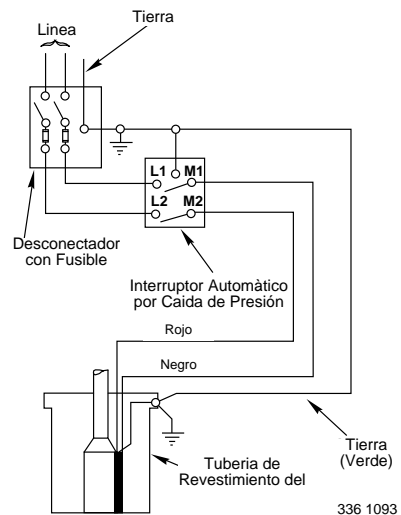 Linea
Tierra
L1 M1
L2 M2
Desconectador
con Fusible
Interruptor Automàtico
por Caida de Presión
Rojo
Negro
Tierra
(Verde)
Tuberia de
Revestimiento del
336 1093